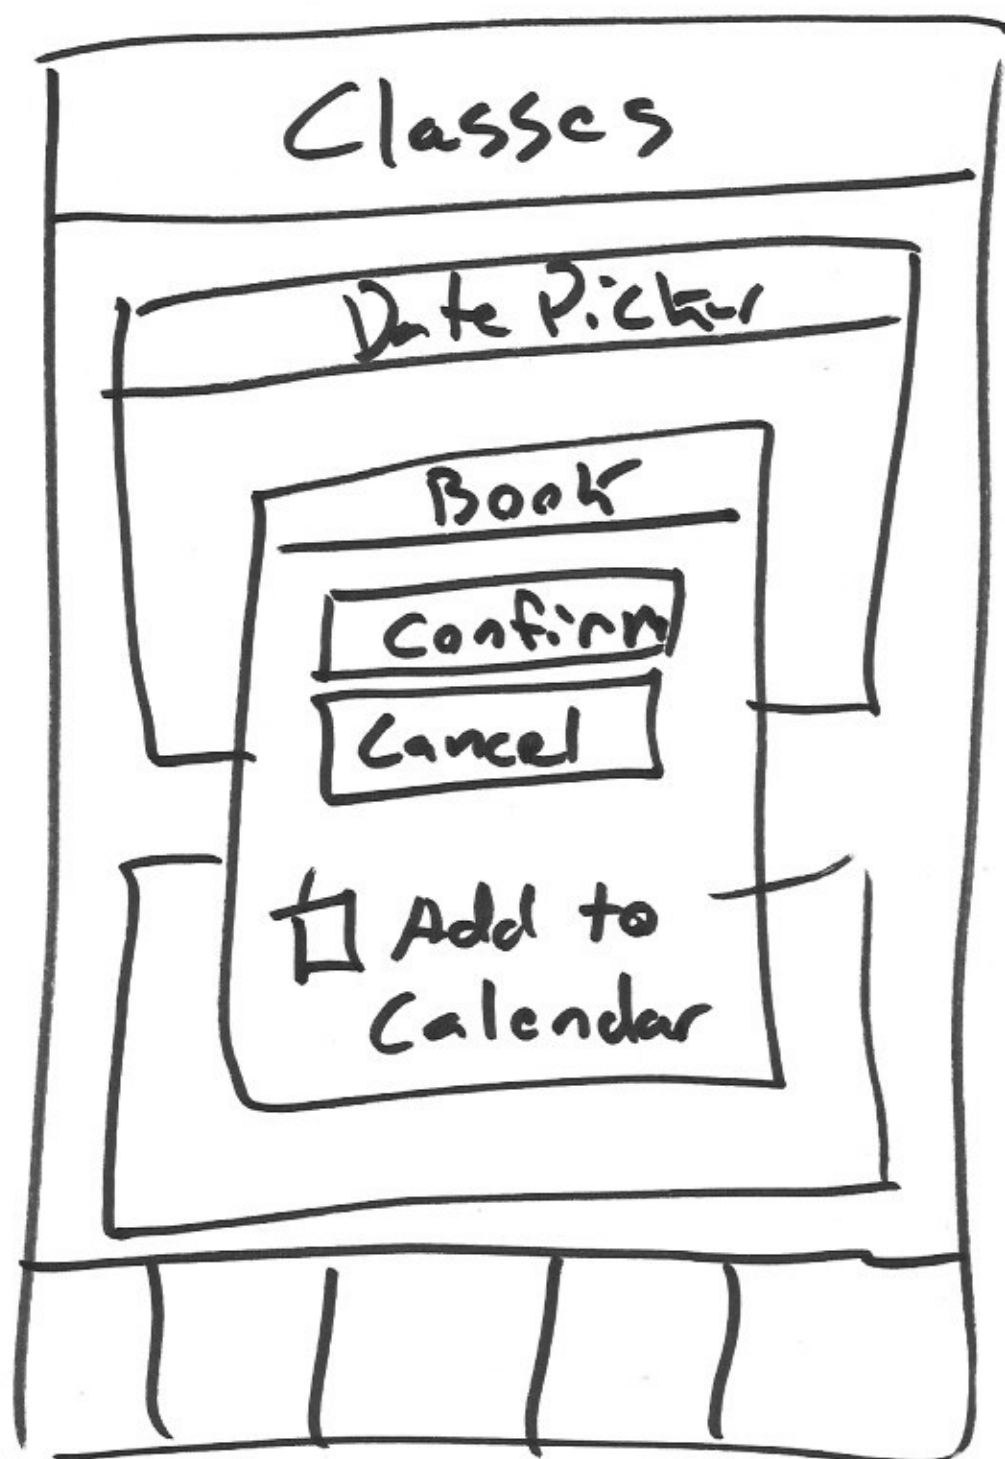 Classes
Date Picker
Book
Confirm
Cancel
Add to
Calendar